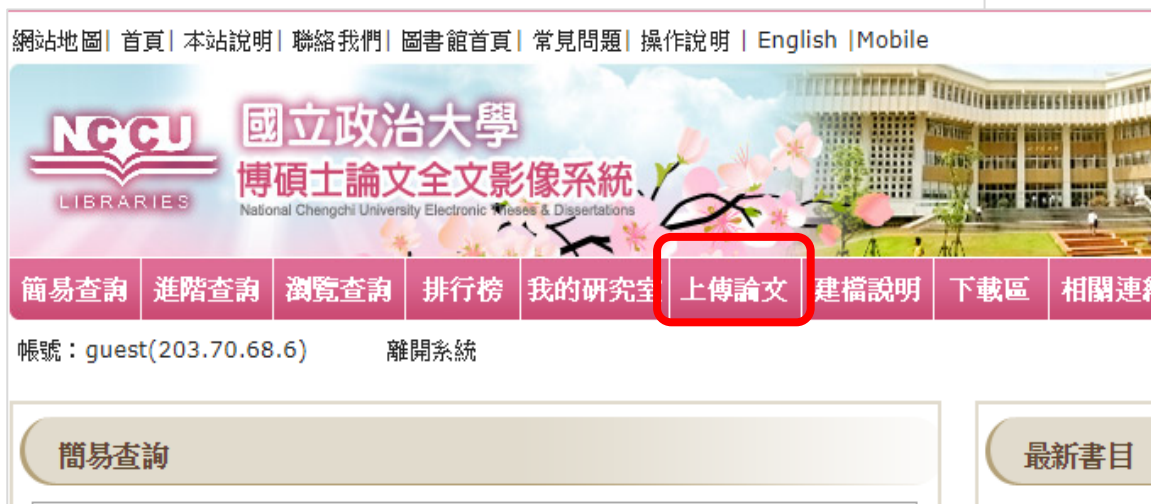 網站地圖| 首頁| 本站說明| 聯絡我們| 圖書館首頁| 常見問題| 操作說明 | English |Mobile
NCCU
LIBRARIES
國立政治大學
博碩士論文全文影像系統
National Chengchi University Electronic Theses & Dissertations
簡易查詢 進階查詢 瀏覽查詢 排行榜 我的研究室 上傳論文 建檔說明 下載區 相關連
帳號：guest(203.70.68.6) 離開系統
簡易查詢 最新書目